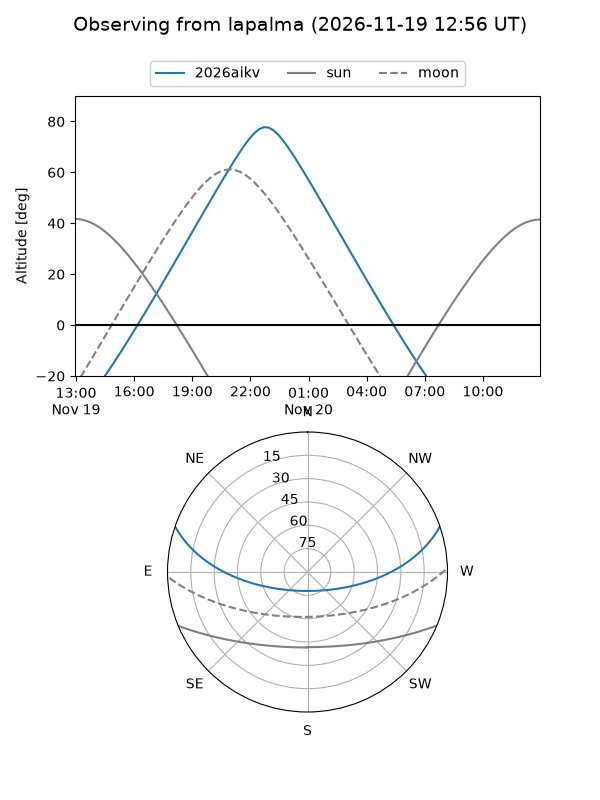 Observing from lapalma (2026-11-19 12:56 UT)
2026aikv sun moon
Altitude [deg]
80
60
40
20
0
−20
13:00 16:00 19:00 22:00 01:00 04:00 07:00 10:00
Nov 19 Nov 20
N
NE NW
15
30
45
60
75
E W
SE SW
S